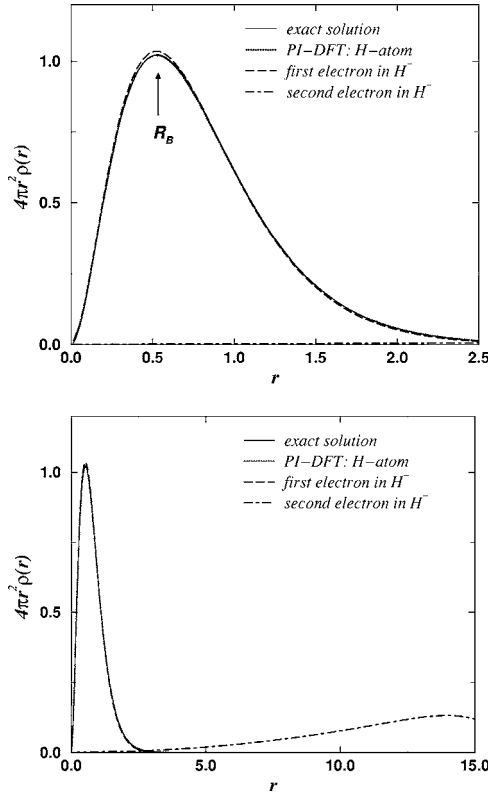 exact solution
PI–DFT: H–atom
first electron in H⁻
second electron in H⁻
R_B
4πr²ρ(r)
1.0
0.5
0.0
0.0 0.5 1.0 1.5 2.0 2.5
r
exact solution
PI–DFT: H–atom
first electron in H⁻
second electron in H⁻
4πr²ρ(r)
1.0
0.5
0.0
0.0 5.0 10.0 15.0
r